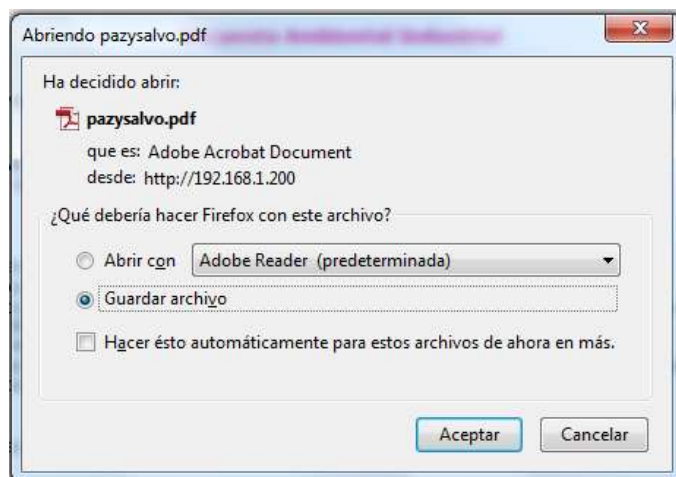 Abriendo pazysalvo.pdf
Ha decidido abrir:
pazysalvo.pdf
que es: Adobe Acrobat Document
desde: http://192.168.1.200
¿Qué debería hacer Firefox con este archivo?
Abrir con Adobe Reader (predeterminada)
Guardar archivo
Hacer ésto automáticamente para estos archivos de ahora en más.
Aceptar Cancelar